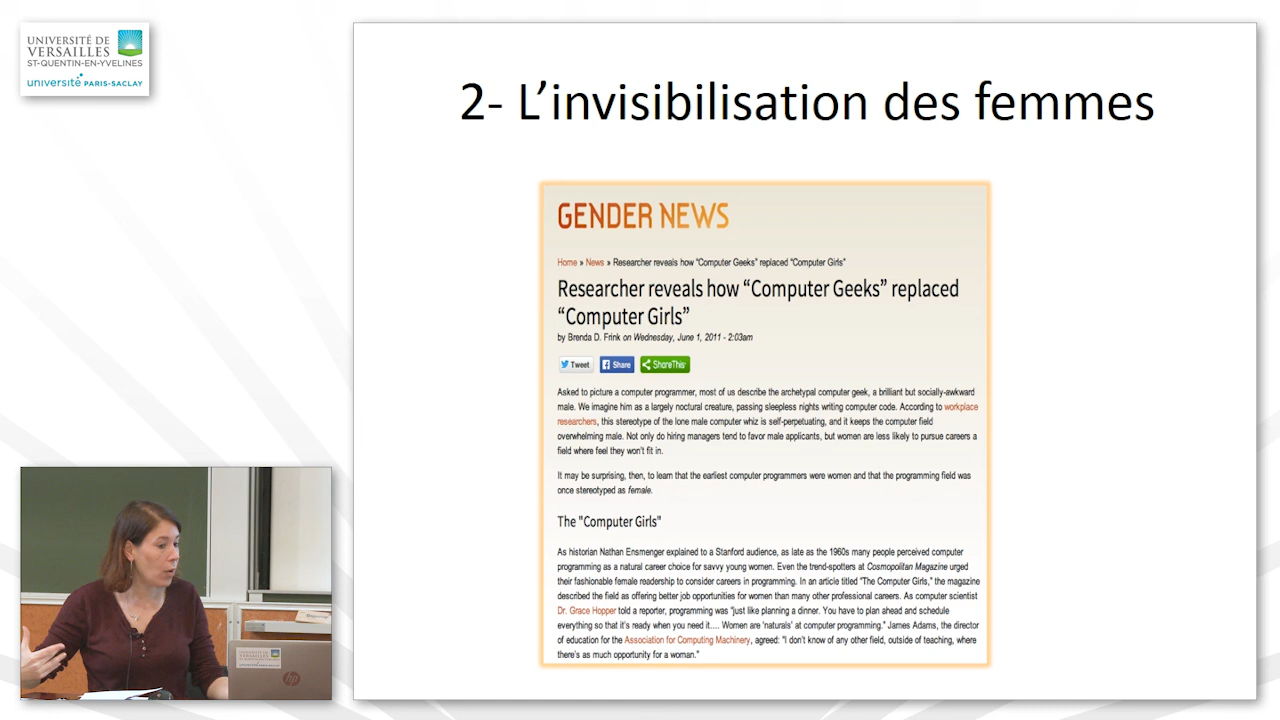 UNIVERSITÉ DE
VERSAILLES
ST-QUENTIN-EN-YVELINES
université PARIS-SACLAY
2- L’invisibilisation des femmes
GENDER NEWS
Home » News » Researcher reveals how “Computer Geeks” replaced “Computer Girls”
Researcher reveals how “Computer Geeks” replaced
“Computer Girls”
by Brenda D. Frink on Wednesday, June 1, 2011 - 2:03am
Tweet Share ShareThis
Asked to picture a computer programmer, most of us describe the archetypal computer geek, a brilliant but socially-awkward
male. We imagine him as a largely noctural creature, passing sleepless nights writing computer code. According to workplace
researchers, this stereotype of the lone male computer whiz is self-perpetuating, and it keeps the computer field
overwhelming male. Not only do hiring managers tend to favor male applicants, but women are less likely to pursue careers a
field where feel they won’t fit in.
It may be surprising, then, to learn that the earliest computer programmers were women and that the programming field was
once stereotyped as female.
The "Computer Girls"
As historian Nathan Ensmenger explained to a Stanford audience, as late as the 1960s many people perceived computer
programming as a natural career choice for savvy young women. Even the trend-spotters at Cosmopolitan Magazine urged
their fashionable female readership to consider careers in programming. In an article titled “The Computer Girls,” the magazine
described the field as offering better job opportunities for women than many other professional careers. As computer scientist
Dr. Grace Hopper told a reporter, programming was “just like planning a dinner. You have to plan ahead and schedule
everything so that it’s ready when you need it…. Women are ‘naturals’ at computer programming.” James Adams, the director
of education for the Association for Computing Machinery, agreed: “I don’t know of any other field, outside of teaching, where
there’s as much opportunity for a woman.”
UNIVERSITÉ DE
VERSAILLES
hp